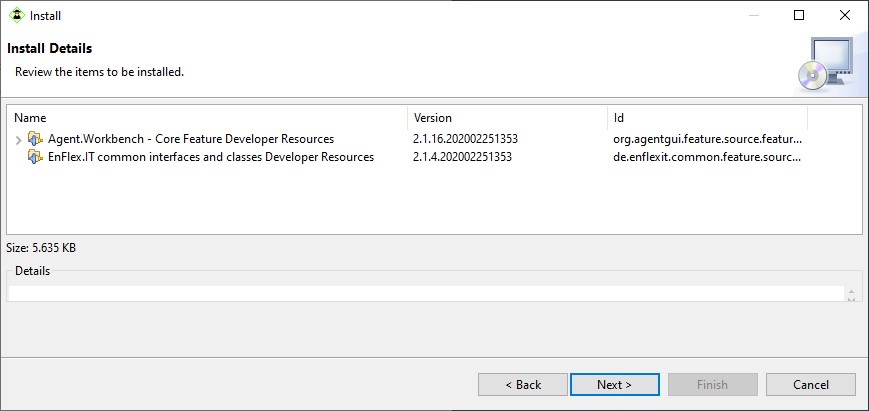 Install
Install Details
Review the items to be installed.
Name Version Id
Agent.Workbench - Core Feature Developer Resources 2.1.16.202002251353 org.agentgui.feature.source.featur...
EnFlex.IT common interfaces and classes Developer Resources 2.1.4.202002251353 de.enflexit.common.feature.sourc...
Size: 5.635 KB
Details
< Back Next > Finish Cancel